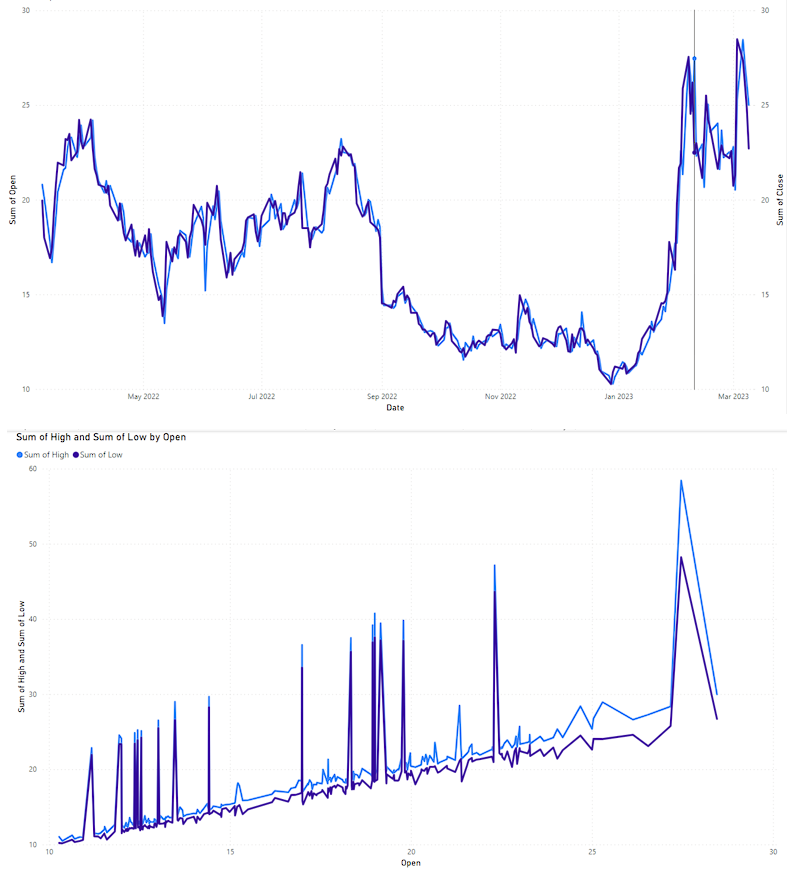 30
25
20
15
10
Sum of Open
30
25
20
15
10
Sum of Close
May 2022
Jul 2022
Sep 2022
Nov 2022
Jan 2023
Mar 2023
Date
Sum of High and Sum of Low by Open
Sum of High Sum of Low
60
50
40
30
20
10
Sum of High and Sum of Low
10
15
20
25
30
Open